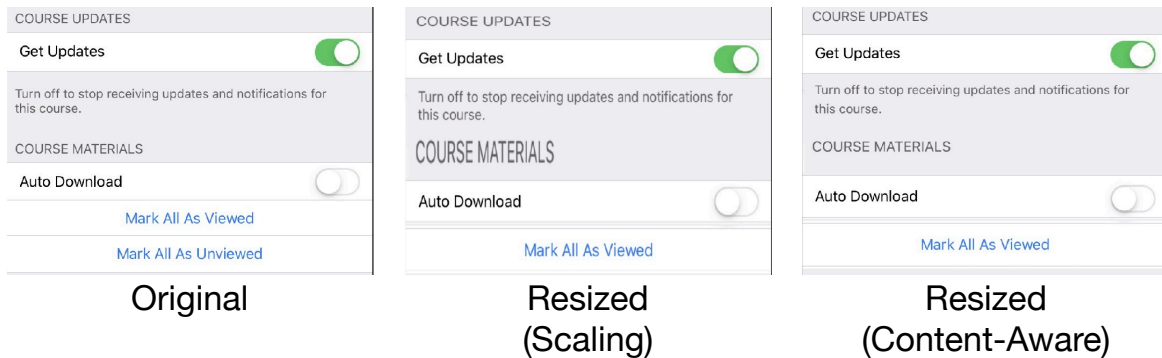 COURSE UPDATES
Get Updates
Turn off to stop receiving updates and notifications for
this course.
COURSE MATERIALS
Auto Download
Mark All As Viewed
Mark All As Unviewed
Original
COURSE UPDATES
Get Updates
Turn off to stop receiving updates and notifications for
this course.
COURSE MATERIALS
Auto Download
Mark All As Viewed
Resized
(Scaling)
COURSE UPDATES
Get Updates
Turn off to stop receiving updates and notifications for
this course.
COURSE MATERIALS
Auto Download
Mark All As Viewed
Resized
(Content-Aware)